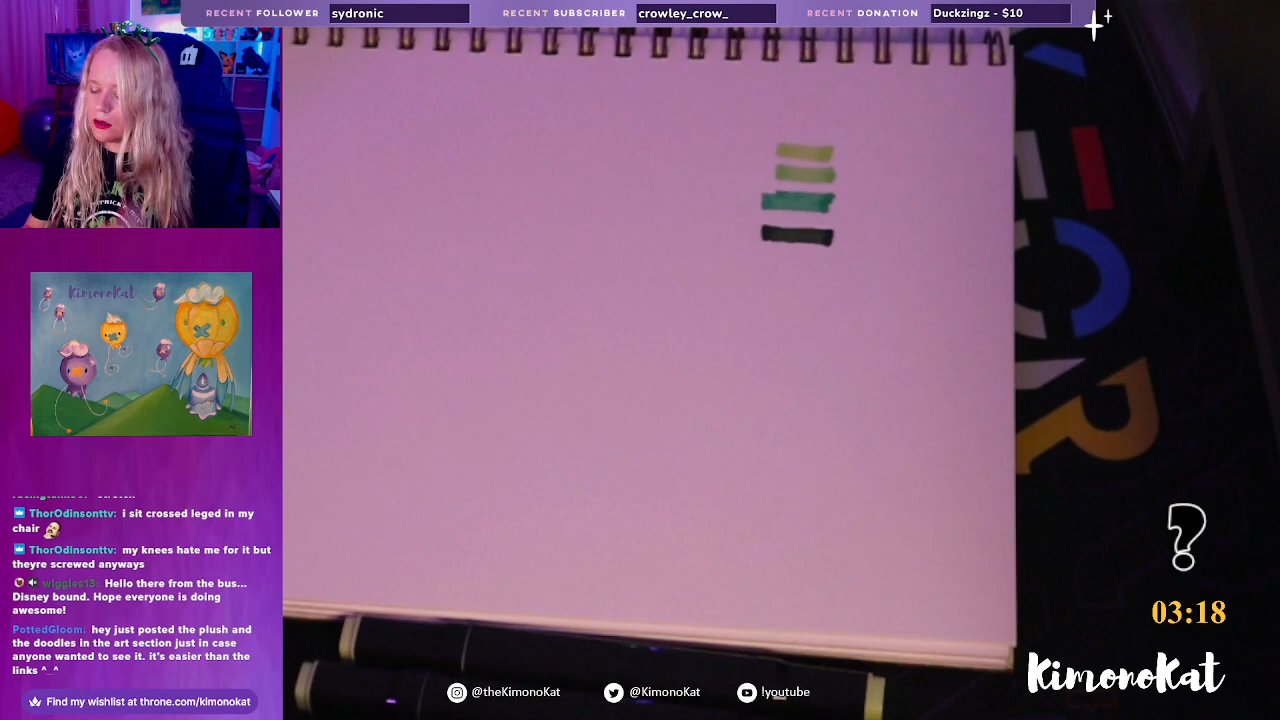 RECENT FOLLOWER sydronic RECENT SUBSCRIBER crowley_crow_ RECENT DONATION Duckzingz - $10
KimonoKat
ThorOdinsonttv: i sit crossed leged in my
chair
ThorOdinsonttv: my knees hate me for it but
theyre screwed anyways
wiggles13: Hello there from the bus...
Disney bound. Hope everyone is doing
awesome!
PottedGloom: hey just posted the plush and
the doodles in the art section just in case
anyone wanted to see it. it's easier than the
links ^_^
Find my wishlist at throne.com/kimonokat
@theKimonoKat @KimonoKat !youtube
?
03:18
KimonoKat